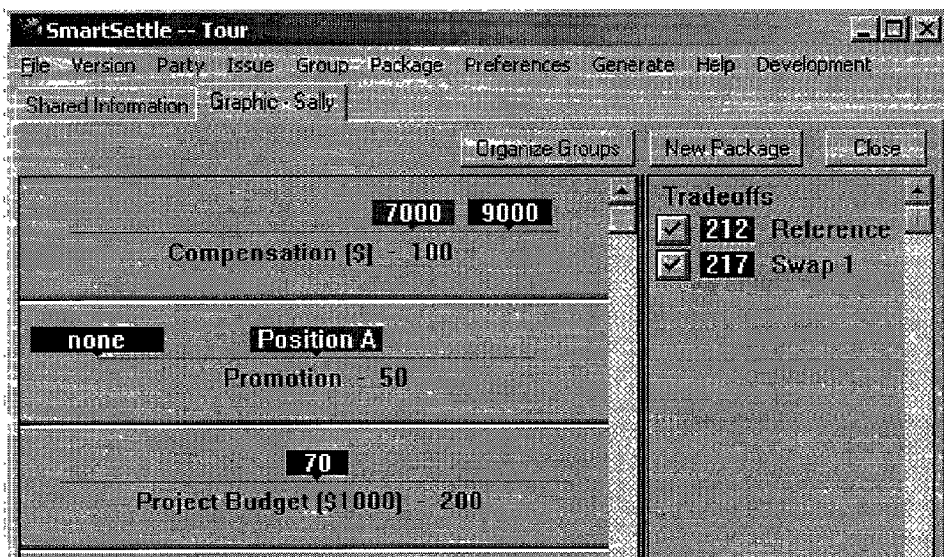 SmartSettle -- Tour
File Version Party Issue Group Package Preferences Generate Help Development
Shared Information Graphic - Sally
Organize Groups New Package Close
7000 9000
Compensation [$] - 100
none Position A
Promotion - 50
70
Project Budget [$1000] - 200
Tradeoffs
212 Reference
217 Swap 1